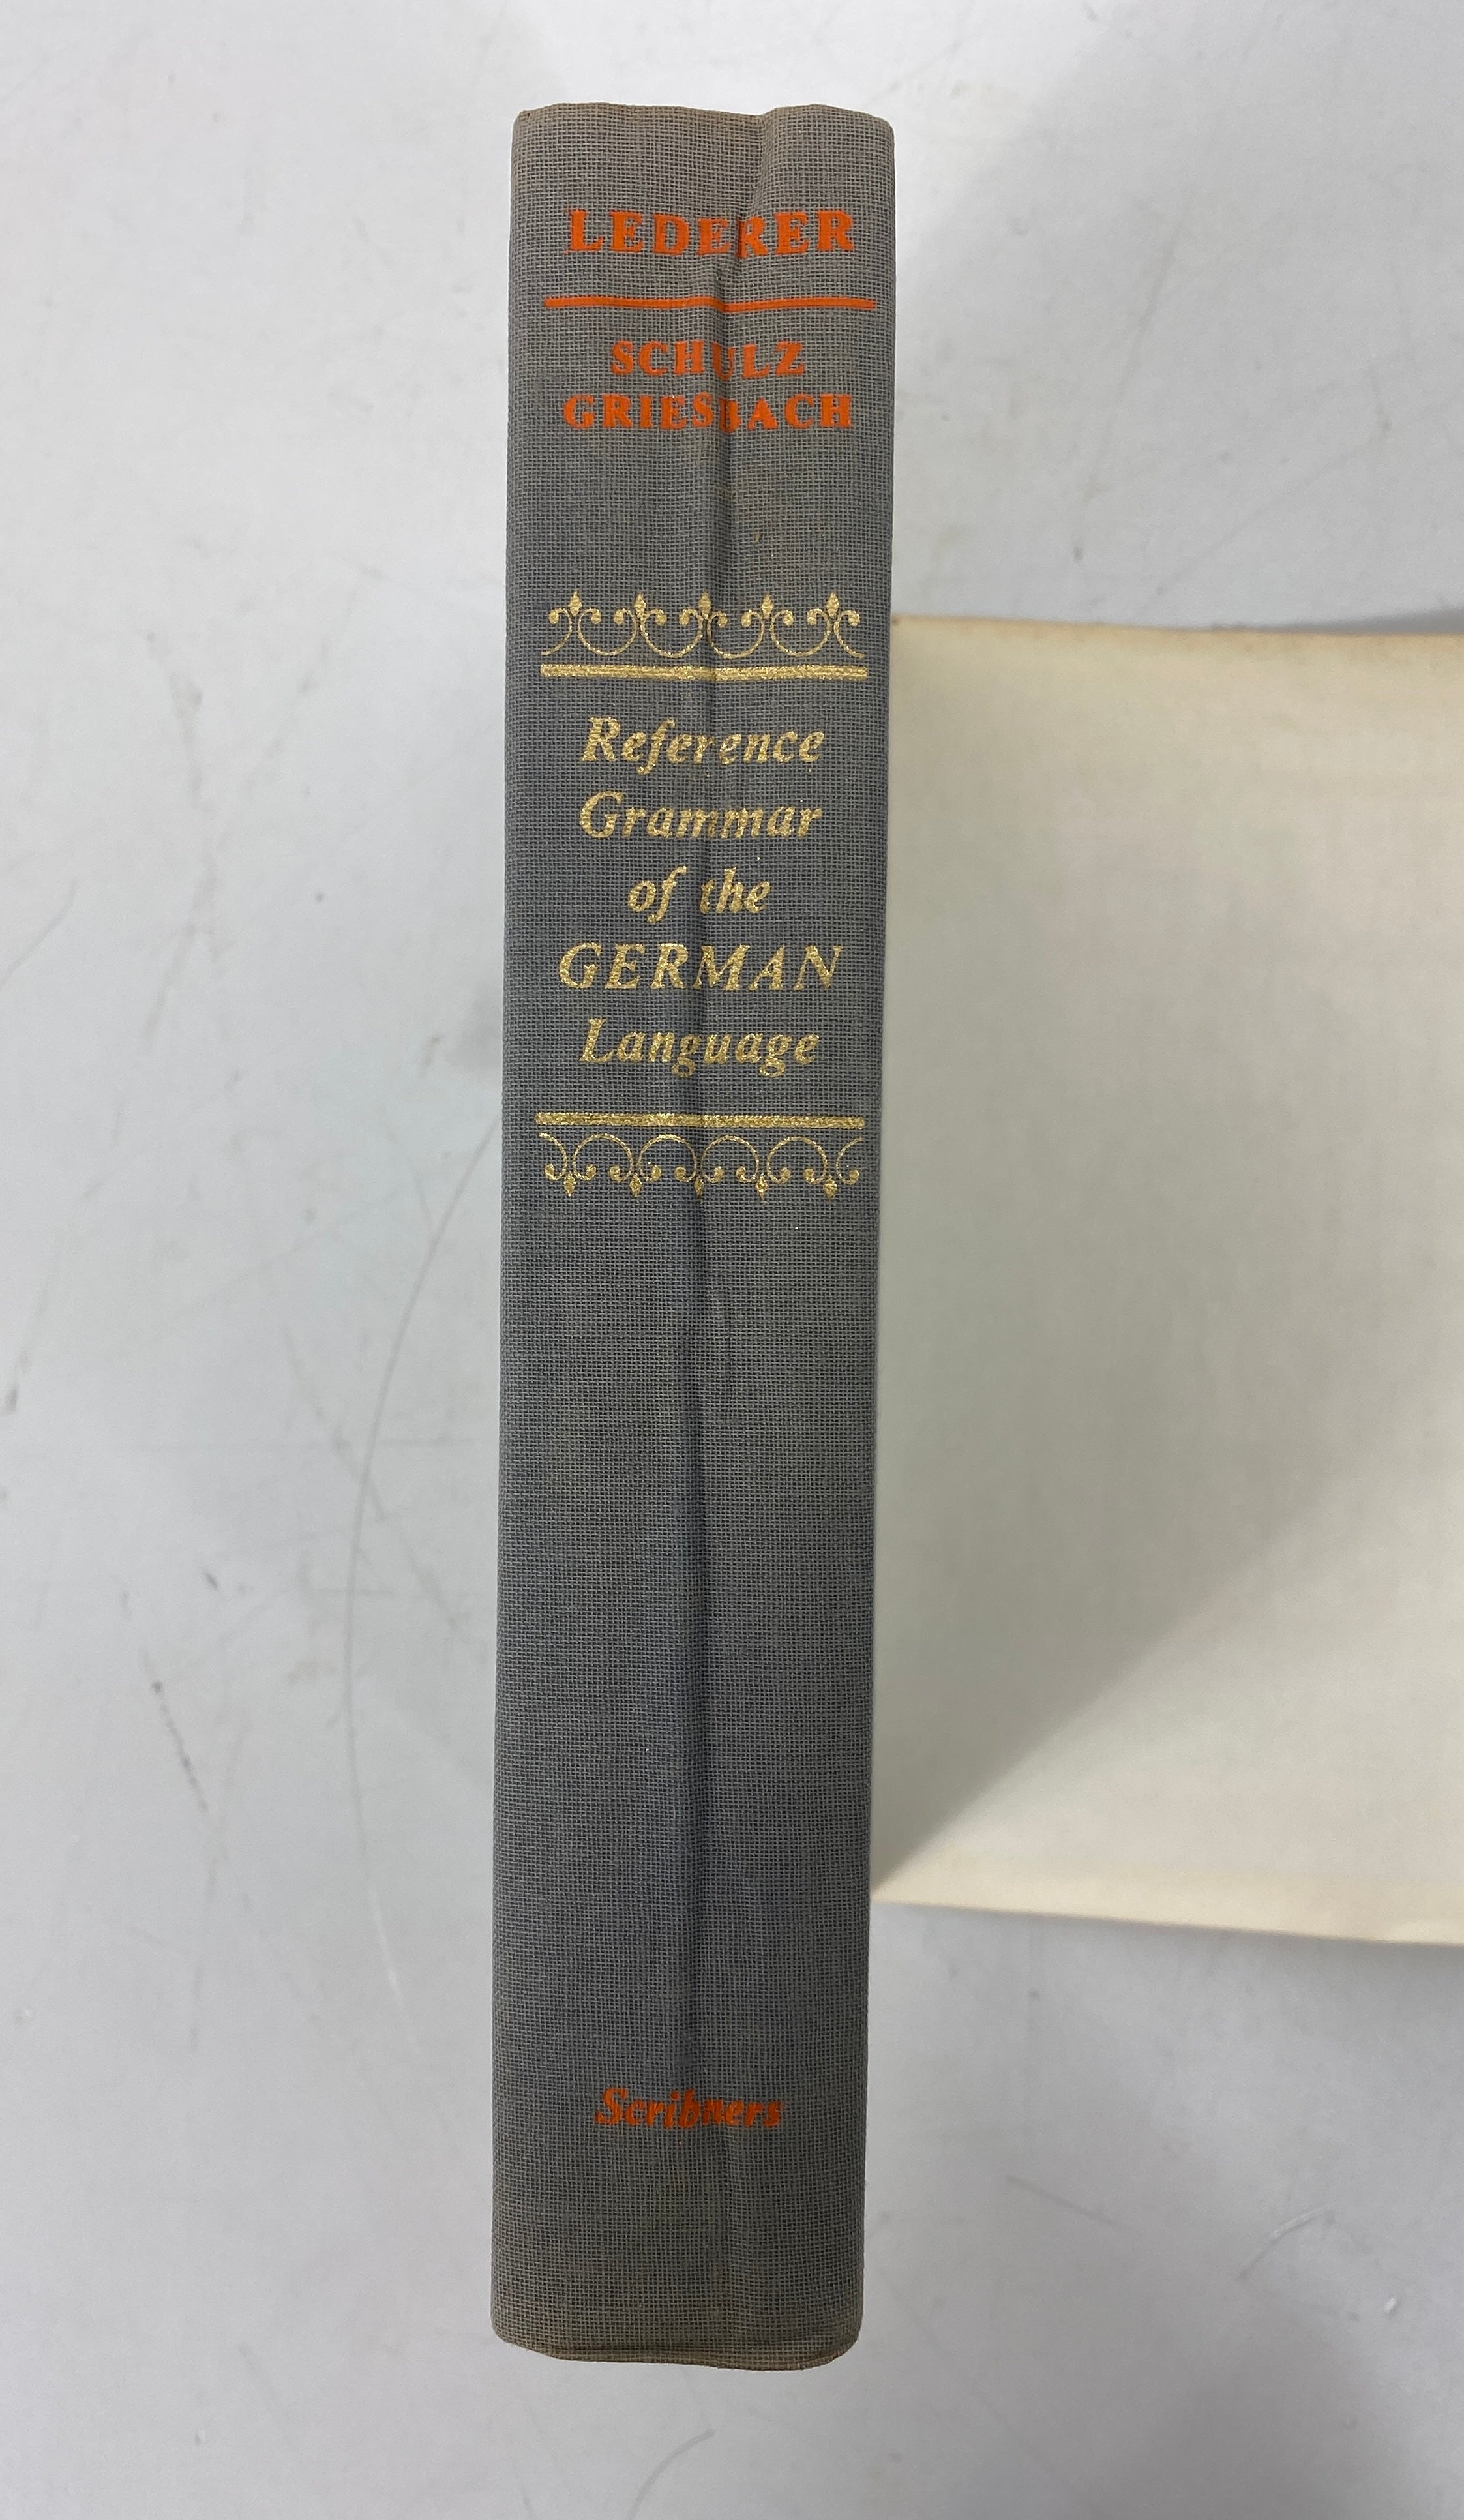 LEDERER
SCHULZ
GRIESBACH
Reference
Grammar
of the
GERMAN
Language
Scribners